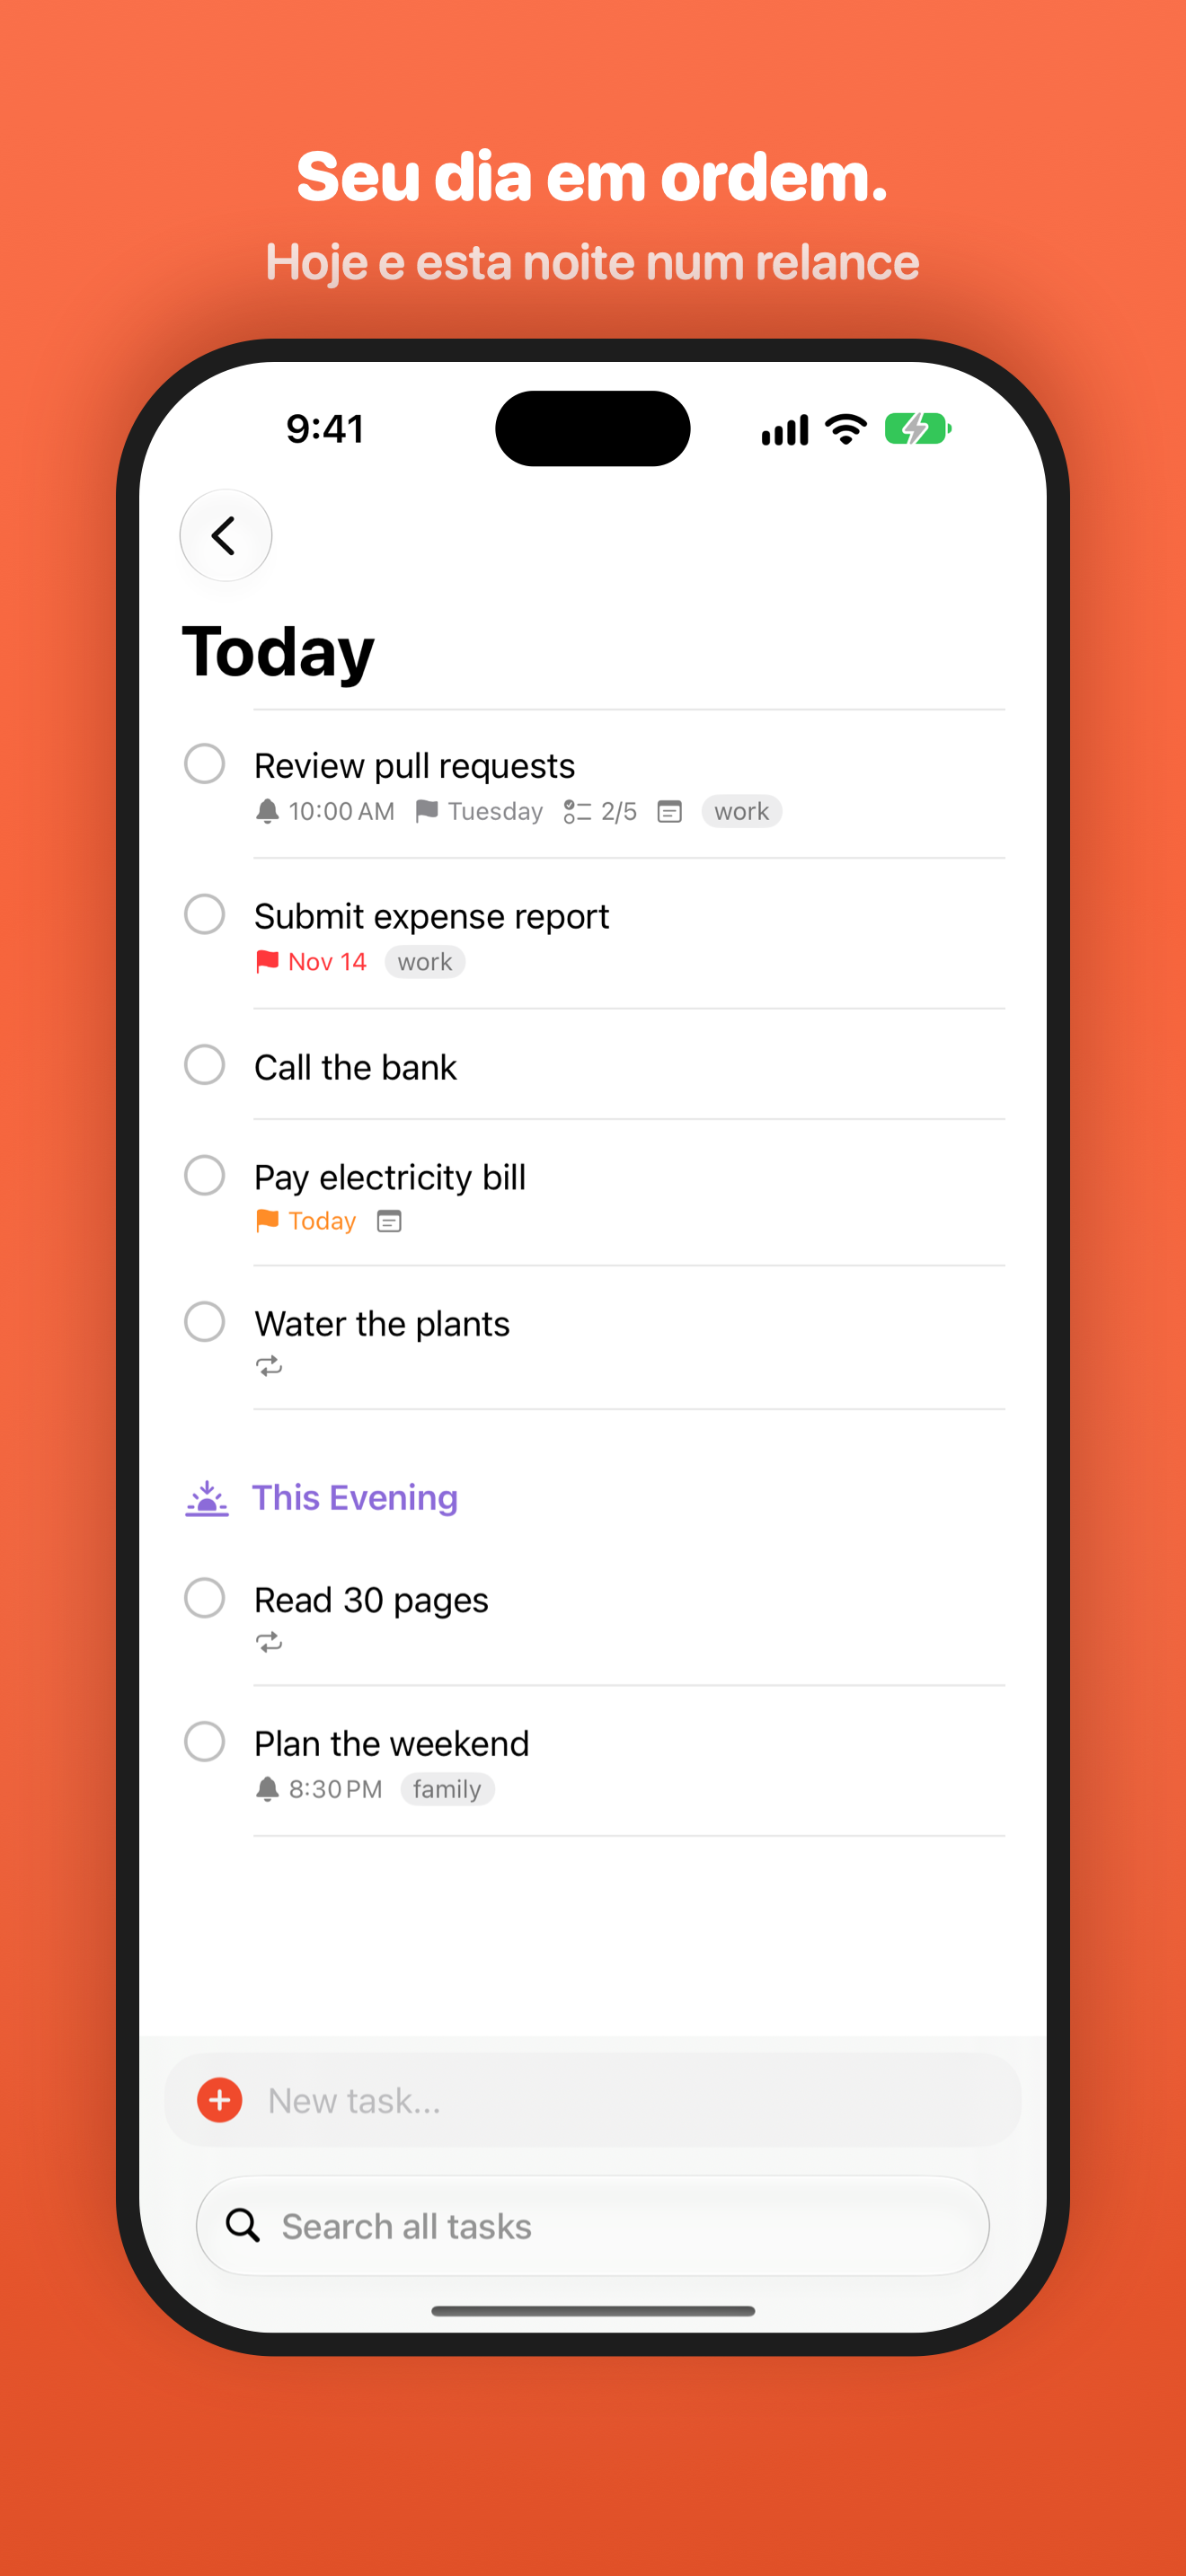 Seu dia em ordem.
Hoje e esta noite num relance
9:41
Today
Review pull requests
10:00 AM Tuesday 2/5 work
Submit expense report
Nov 14 work
Call the bank
Pay electricity bill
Today
Water the plants
This Evening
Read 30 pages
Plan the weekend
8:30 PM family
New task...
Search all tasks